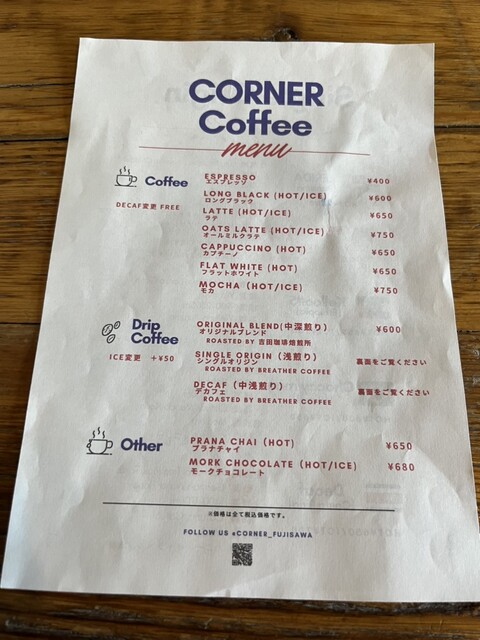 CORNER
Coffee
menu
Coffee
DECAF変更 FREE
ESPRESSO ¥400
エスプレッソ
LONG BLACK (HOT/ICE) ¥600
ロングブラック
LATTE (HOT/ICE) ¥650
ラテ
OATS LATTE (HOT/ICE) ¥750
オールミルクラテ
CAPPUCCINO (HOT) ¥650
カプチーノ
FLAT WHITE (HOT) ¥650
フラットホワイト
MOCHA (HOT/ICE) ¥750
モカ
Drip
Coffee
ICE変更 +¥50
ORIGINAL BLEND(中深煎り) ¥600
オリジナルブレンド
ROASTED BY 吉田珈琲焙煎所
SINGLE ORIGIN (浅煎り) 裏面をご覧ください
シングルオリジン
ROASTED BY BREATHER COFFEE
DECAF (中浅煎り) 裏面をご覧ください
デカフェ
ROASTED BY BREATHER COFFEE
Other
PRANA CHAI (HOT) ¥650
プラナチャイ
MORK CHOCOLATE (HOT/ICE) ¥680
モークチョコレート
※価格は全て税込価格です。
FOLLOW US @CORNER_FUJISAWA